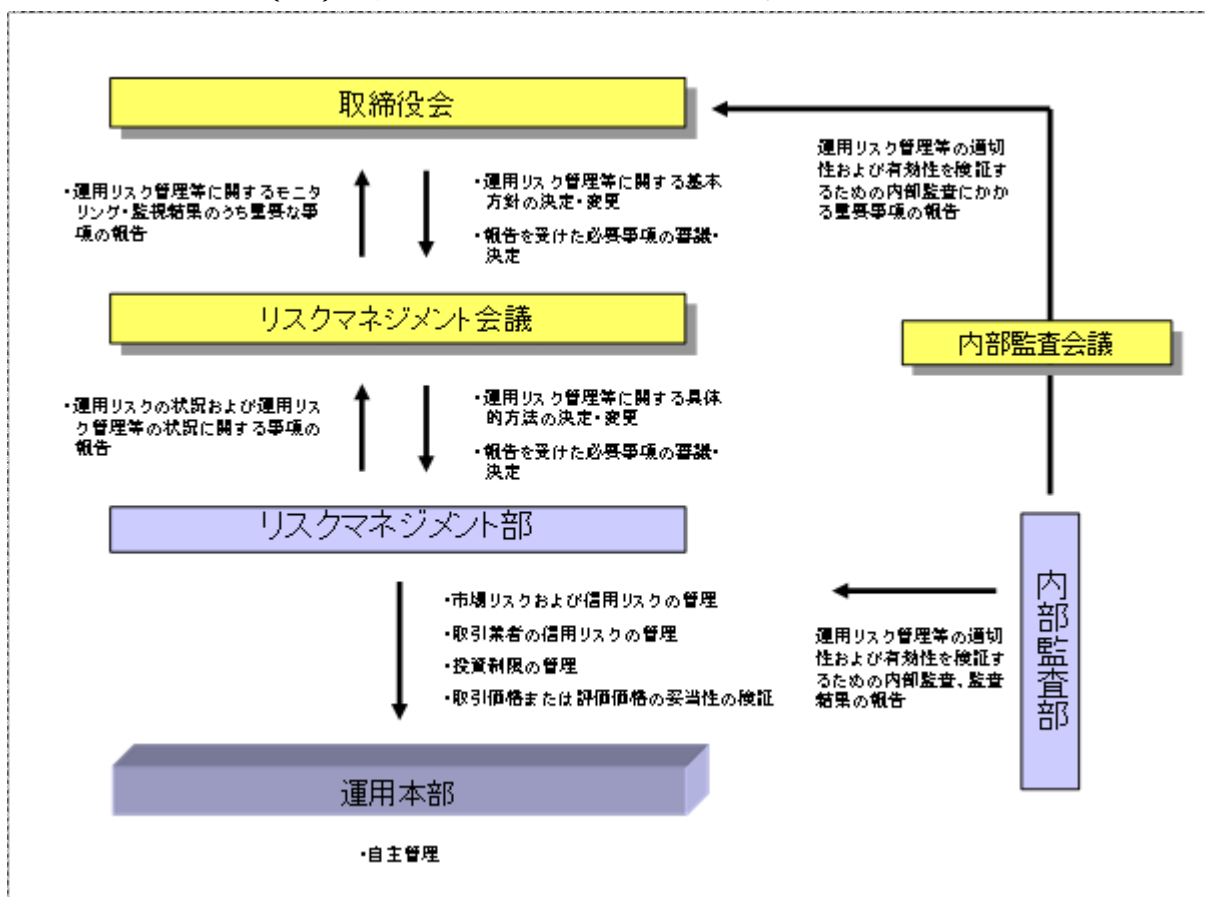 取締役会
・運用リスク管理等に関するモニタ
リング・監視結果のうち重要な事
項の報告
・運用リスク管理等に関する基本
方針の決定・変更
・報告を受けた必要事項の審議・
決定
運用リスク管理等の適切
性および有効性を検証す
るための内部監査にかか
る重要事項の報告
リスクマネジメント会議
内部監査会議
・運用リスクの状況および運用リス
ク管理等の状況に関する事項の
報告
・運用リスク管理等に関する具体
的方法の決定・変更
・報告を受けた必要事項の審議・
決定
リスクマネジメント部
内部監査部
・市場リスクおよび信用リスクの管理
・取引業者の信用リスクの管理
・投資制限の管理
・取引価格または評価価格の妥当性の検証
運用リスク管理等の適切
性および有効性を検証す
るための内部監査、監査
結果の報告
運用本部
・自主管理